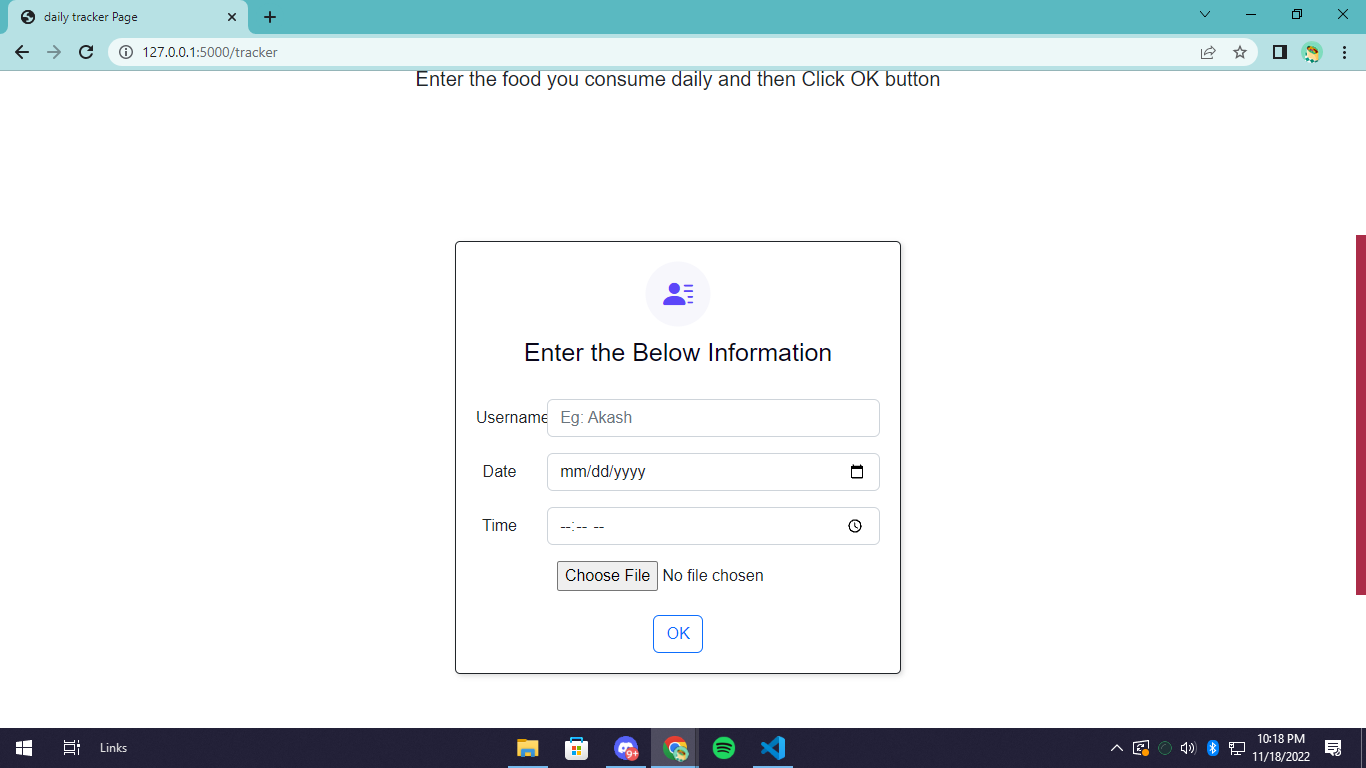 daily tracker Page
127.0.0.1:5000/tracker
Enter the food you consume daily and then Click OK button
Enter the Below Information
Username
Eg: Akash
Date
mm/dd/yyyy
Time
--:-- --
Choose File No file chosen
OK
Links
9+
10:18 PM
11/18/2022